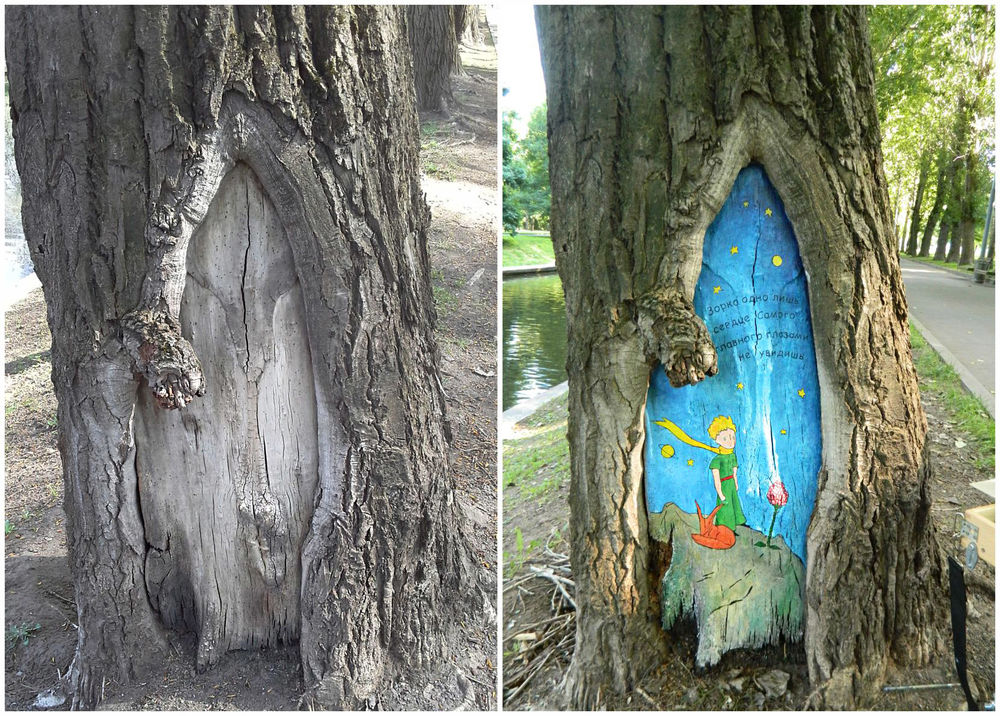 Зорко одно лишь
сердце. Самого
главного глазами
не увидишь